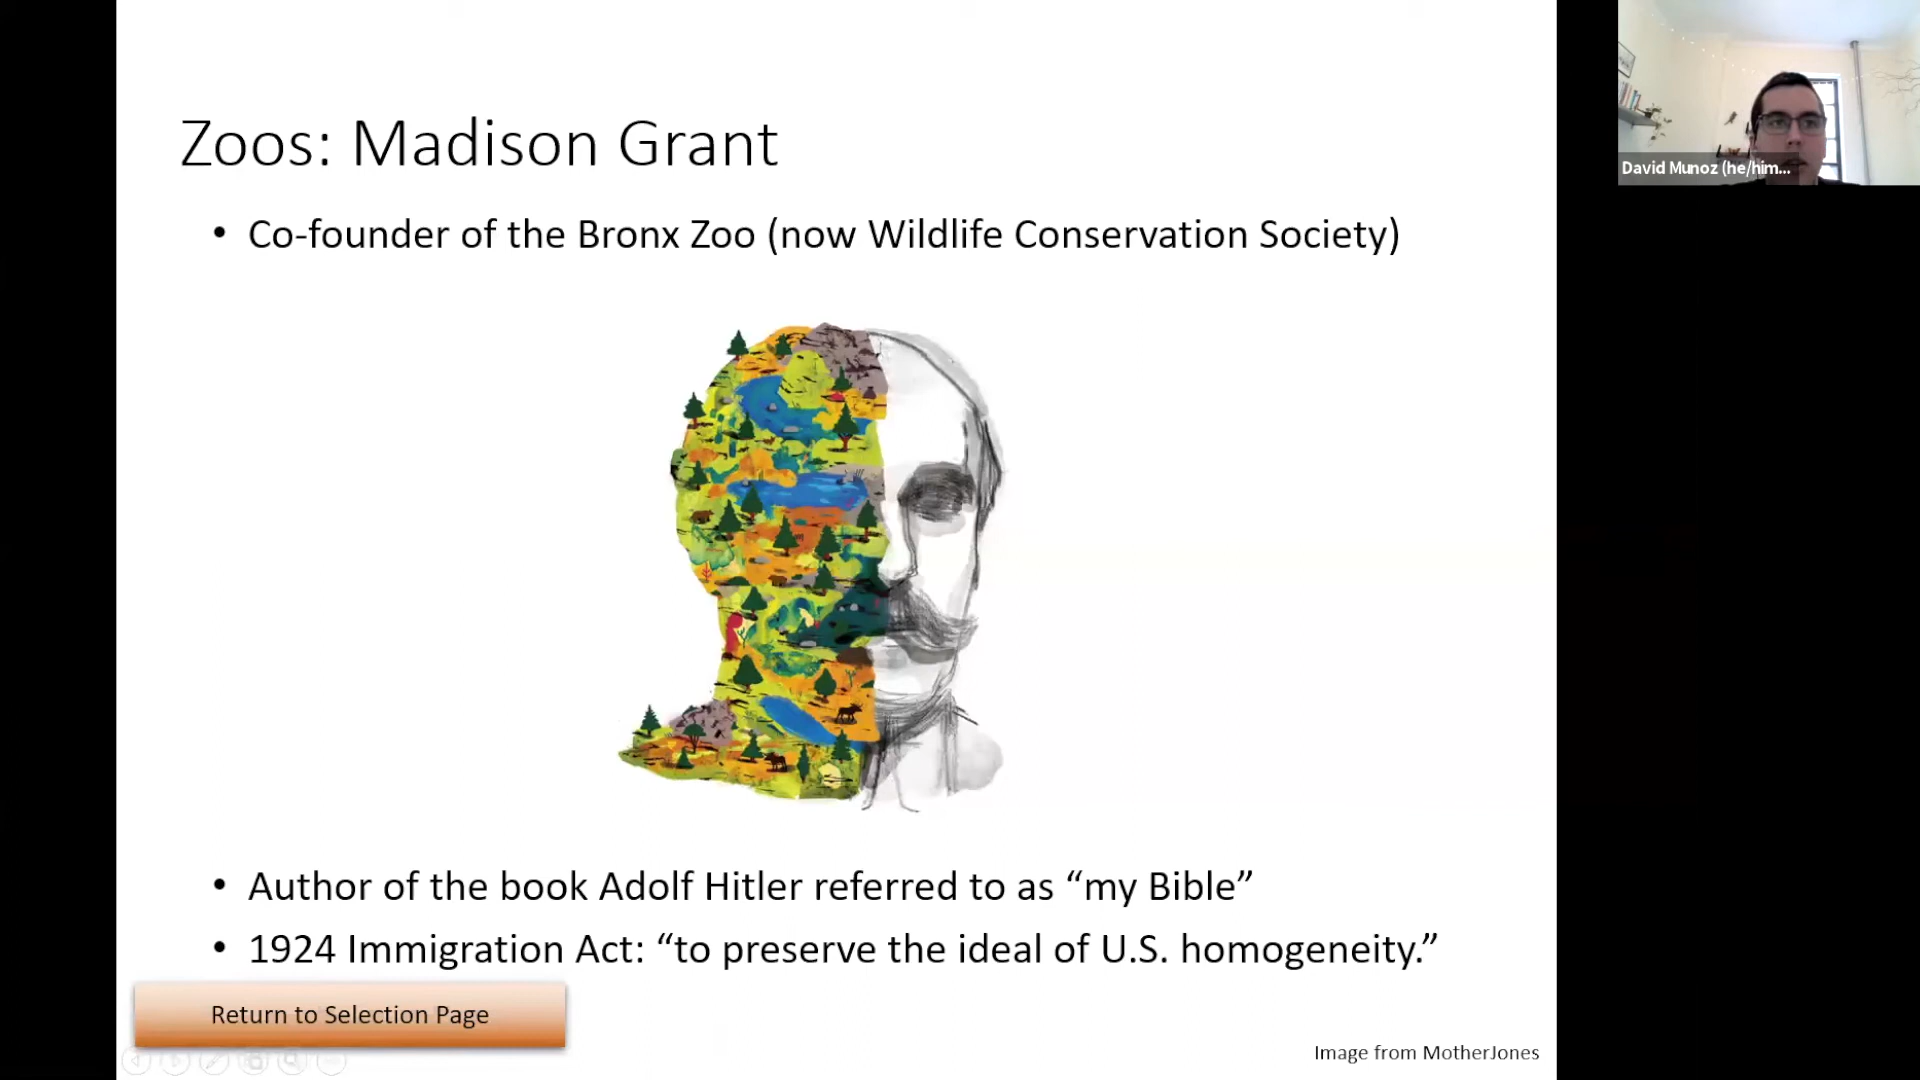 Zoos: Madison Grant
• Co-founder of the Bronx Zoo (now Wildlife Conservation Society)
• Author of the book Adolf Hitler referred to as “my Bible”
• 1924 Immigration Act: “to preserve the ideal of U.S. homogeneity.”
Return to Selection Page
Image from MotherJones
David Munoz (he/him...